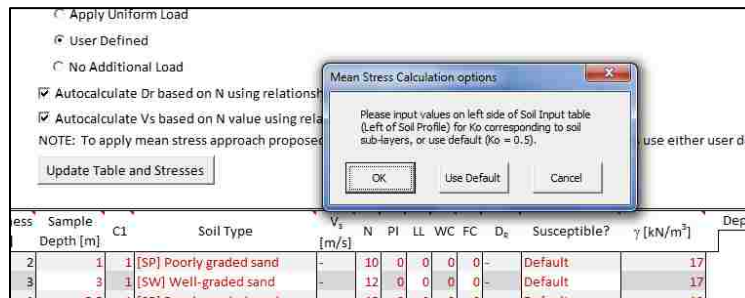 Apply Uniform Load
User Defined
No Additional Load
Mean Stress Calculation options
Autocalculate Dr based on N using relationsh
Autocalculate Vs based on N value using rela
Please input values on left side of Soil Input table
(Left of Soil Profile) for Ko corresponding to soil
sub-layers, or use default (Ko = 0.5).
NOTE: To apply mean stress approach propose
use either user d
Update Table and Stresses
OK Use Default Cancel
ess Sample Depth [m] C1 Soil Type Vs [m/s] N PI LL WC FC DR Susceptible? γ [kN/m³] Dep
2 1 1 [SP] Poorly graded sand - 10 0 0 0 0 - Default 17
3 3 1 [SW] Well-graded sand - 12 0 0 0 0 - Default 17